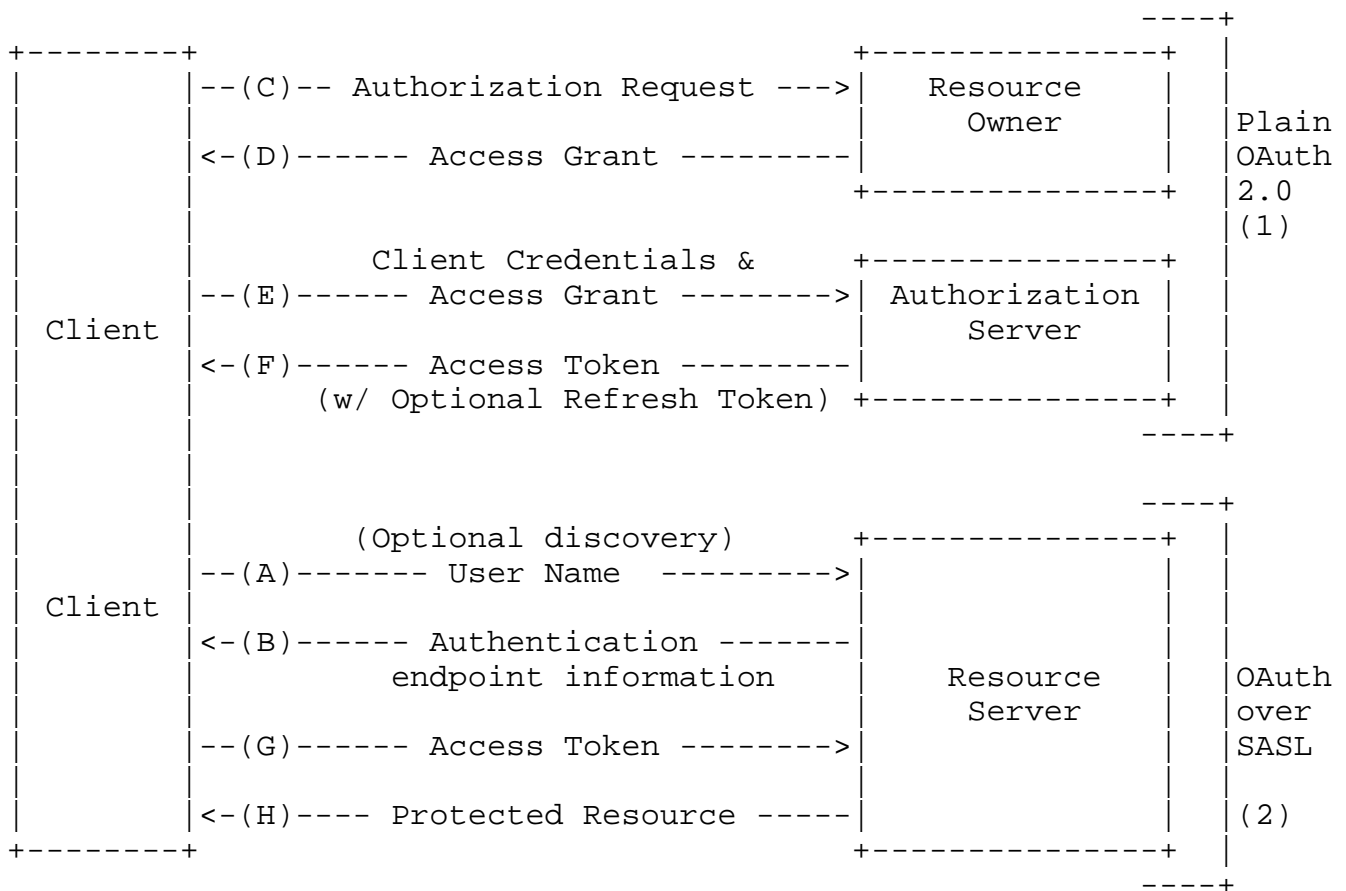 ----+
+--------+                                  +---------------+  |
|        |--(C)-- Authorization Request --->|   Resource    |  |
|        |                                  |     Owner     |  |Plain
|        |<-(D)------ Access Grant ---------|               |  |OAuth
|        |                                  +---------------+  |2.0
|        |                                                     |(1)
|        |         Client Credentials &     +---------------+  |
|        |--(E)------ Access Grant -------->| Authorization |  |
| Client |                                  |     Server    |  |
|        |<-(F)------ Access Token ---------|               |  |
|        |      (w/ Optional Refresh Token) +---------------+  |
|        |                                                 ----+
|        |
|        |                                                 ----+
|        |        (Optional discovery)      +---------------+  |
|        |--(A)------- User Name  --------->|               |  |
| Client |                                  |               |  |
|        |<-(B)------ Authentication -------|               |  |
|        |          endpoint information    |    Resource   |  |OAuth
|        |                                  |     Server    |  |over
|        |--(G)------ Access Token -------->|               |  |SASL
|        |                                  |               |  |
|        |<-(H)---- Protected Resource -----|               |  |(2)
+--------+                                  +---------------+  |
                                                           ----+